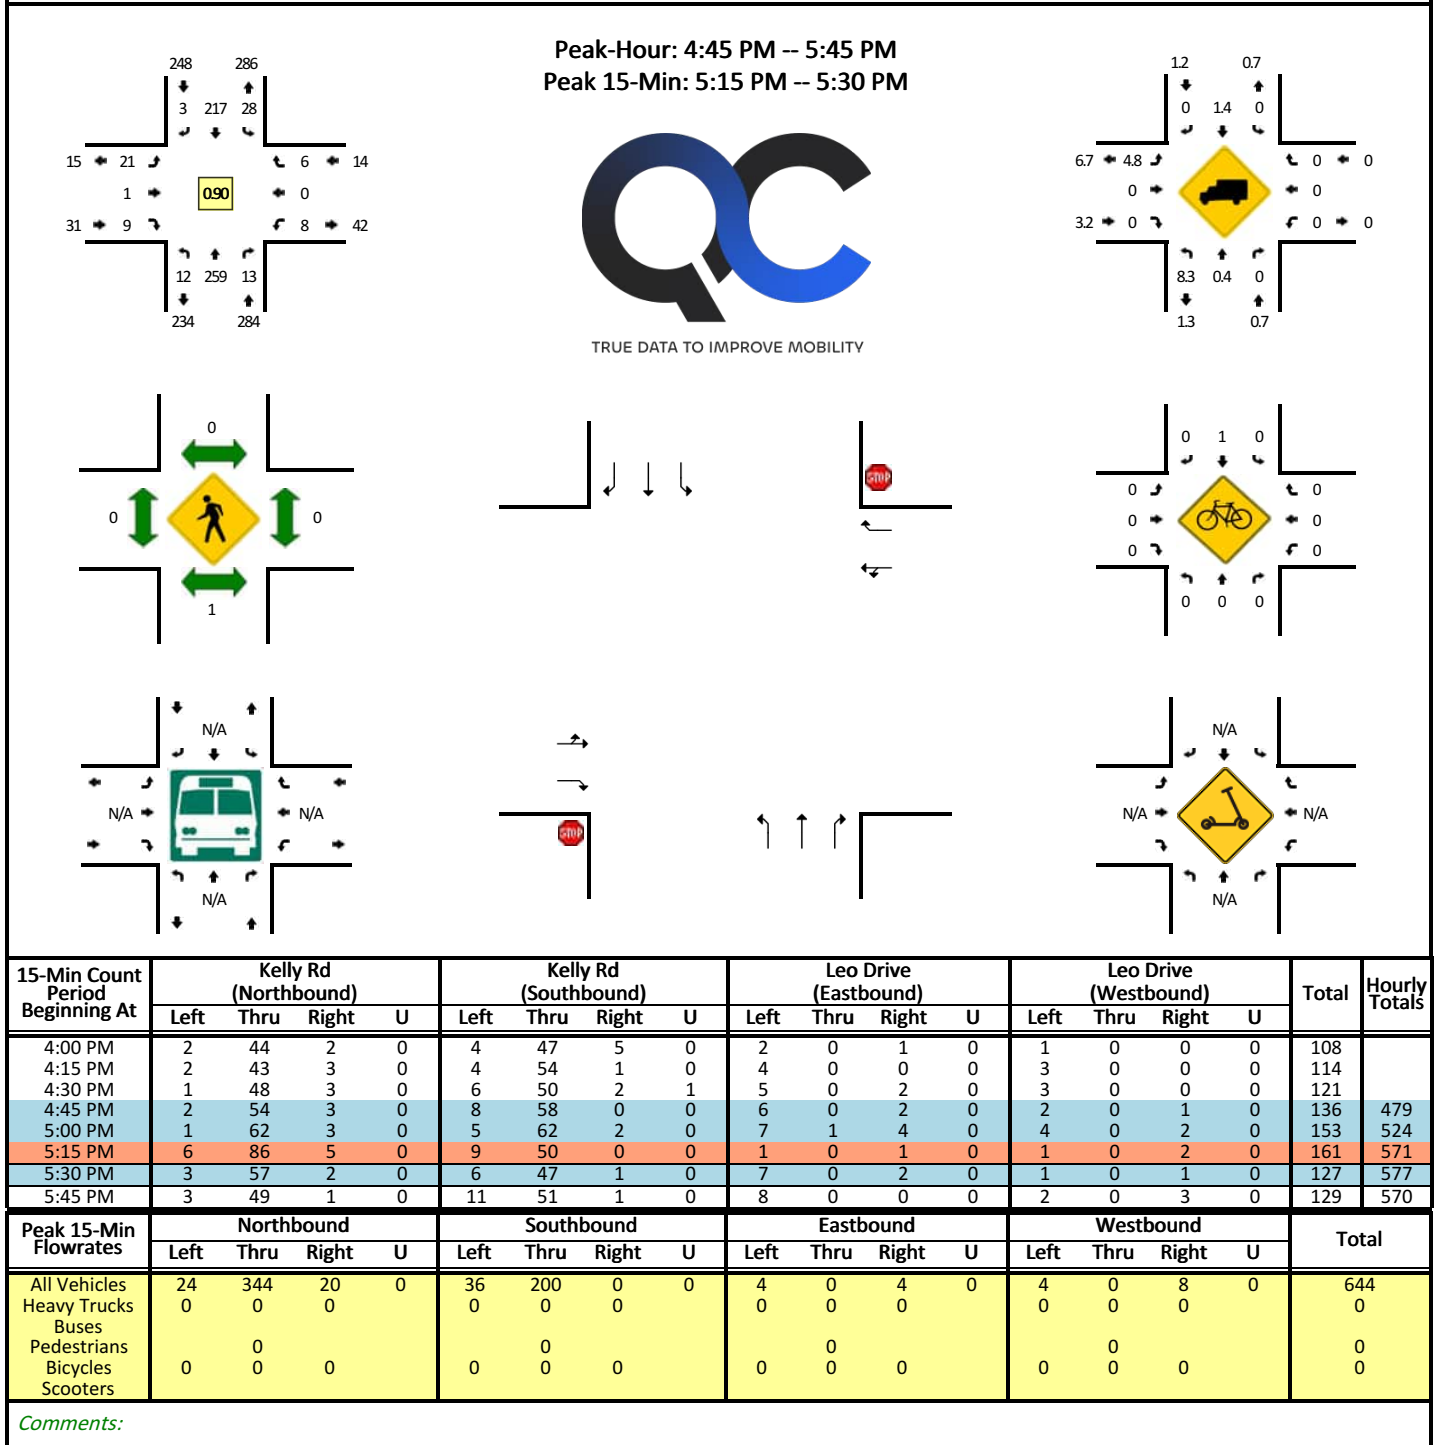 Peak-Hour: 4:45 PM -- 5:45 PM
Peak 15-Min: 5:15 PM -- 5:30 PM
248 286
3 217 28
15 21 6 14
1 0.90 0
31 9 8 42
12 259 13
234 284
QC
TRUE DATA TO IMPROVE MOBILITY
1.2 0.7
0 1.4 0
6.7 4.8 0 0
0 0
3.2 0 0 0
8.3 0.4 0
1.3 0.7
0
0 0
1
STOP
STOP
0 1 0
0 0
0 0
0 0
0 0 0
N/A
N/A N/A
N/A
N/A
N/A N/A
N/A
15-Min Count Period Beginning At Kelly Rd (Northbound) Kelly Rd (Southbound) Leo Drive (Eastbound) Leo Drive (Westbound) Total Hourly Totals
Left Thru Right U Left Thru Right U Left Thru Right U Left Thru Right U
4:00 PM 2 44 2 0 4 47 5 0 2 0 1 0 1 0 0 0 108
4:15 PM 2 43 3 0 4 54 1 0 4 0 0 0 3 0 0 0 114
4:30 PM 1 48 3 0 6 50 2 1 5 0 2 0 3 0 0 0 121
4:45 PM 2 54 3 0 8 58 0 0 6 0 2 0 2 0 1 0 136 479
5:00 PM 1 62 3 0 5 62 2 0 7 1 4 0 4 0 2 0 153 524
5:15 PM 6 86 5 0 9 50 0 0 1 0 1 0 1 0 2 0 161 571
5:30 PM 3 57 2 0 6 47 1 0 7 0 2 0 1 0 1 0 127 577
5:45 PM 3 49 1 0 11 51 1 0 8 0 0 0 2 0 3 0 129 570
Peak 15-Min Flowrates Northbound Southbound Eastbound Westbound Total
Left Thru Right U Left Thru Right U Left Thru Right U Left Thru Right U
All Vehicles 24 344 20 0 36 200 0 0 4 0 4 0 4 0 8 0 644
Heavy Trucks 0 0 0 0 0 0 0 0 0 0 0 0 0
Buses
Pedestrians 0 0 0 0 0
Bicycles 0 0 0 0 0 0 0 0 0 0 0 0 0
Scooters
Comments: